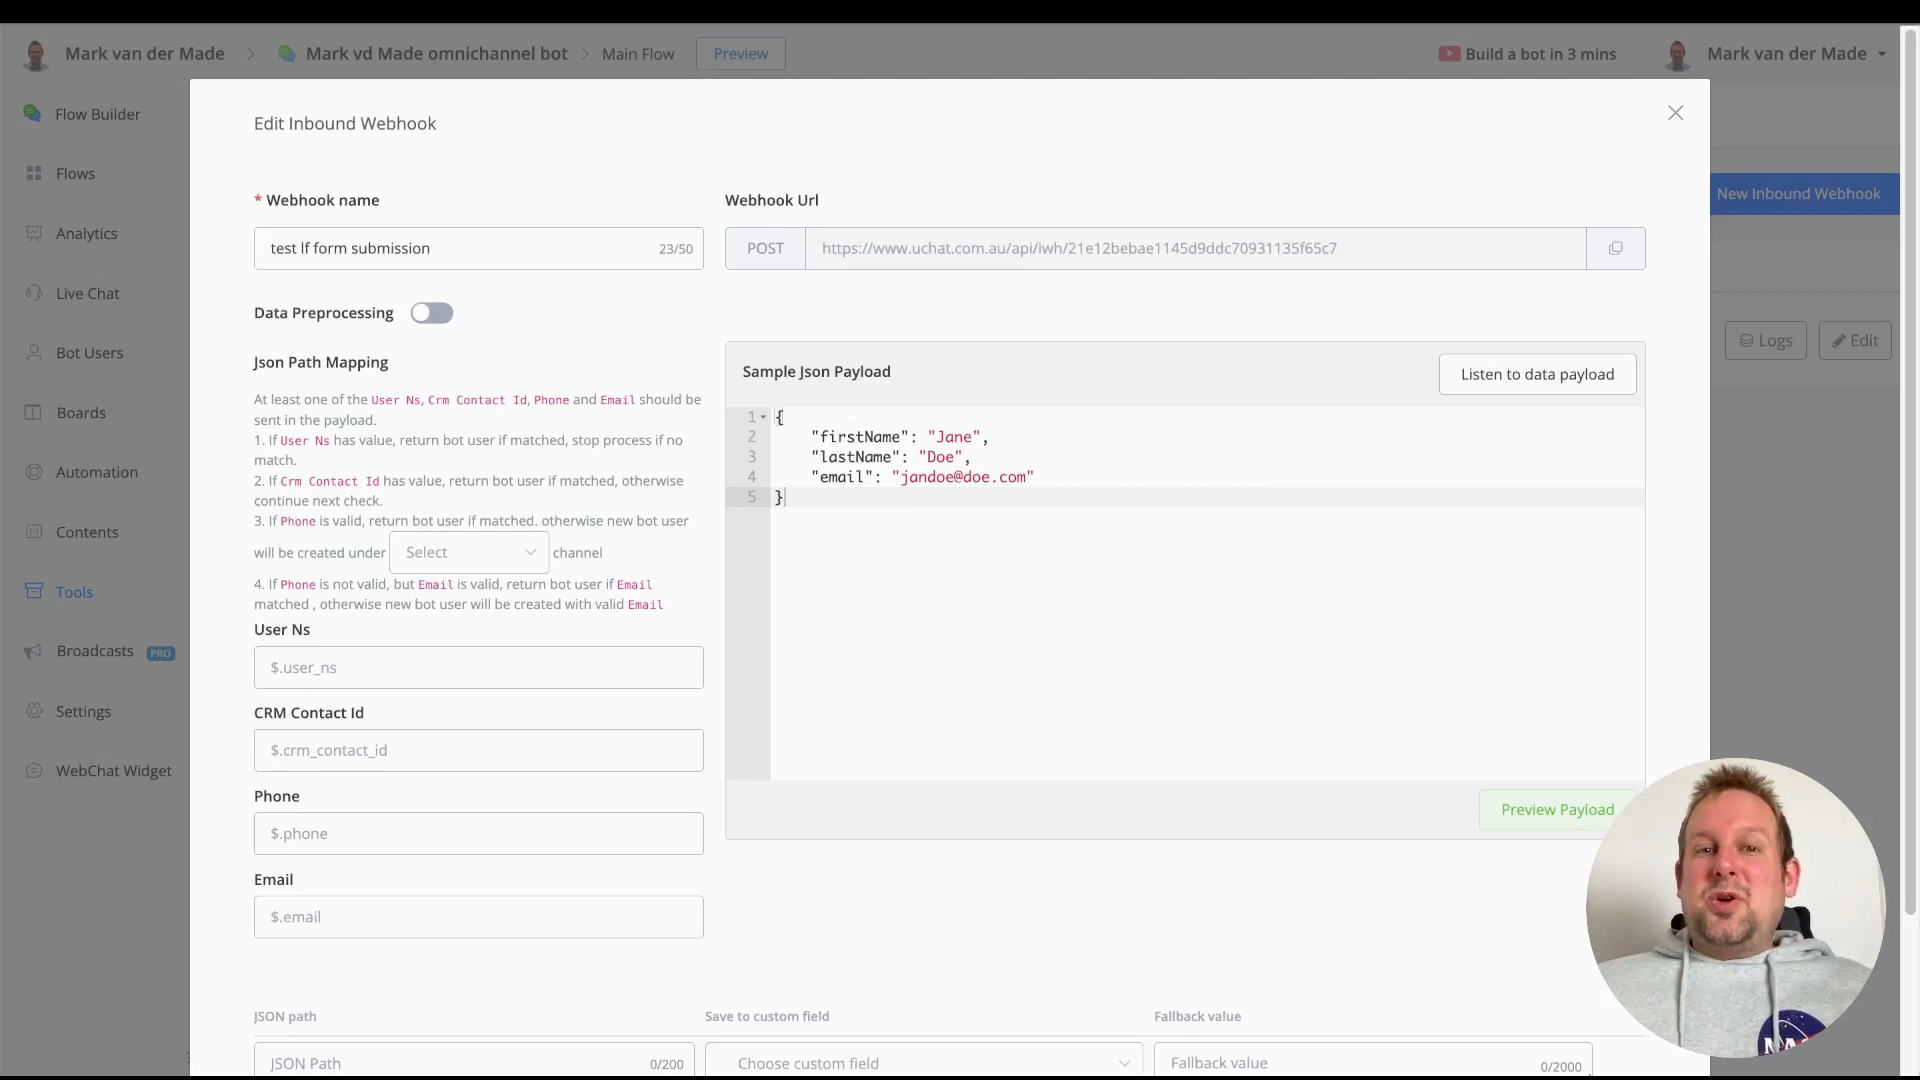 Mark van der Made
Mark vd Made omnichannel bot
Main Flow
Preview
Build a bot in 3 mins
Mark van der Made
Flow Builder
Flows
Analytics
Live Chat
Bot Users
Boards
Automation
Contents
Tools
Broadcasts PRO
Settings
WebChat Widget
New Inbound Webhook
Logs
Edit
Edit Inbound Webhook
* Webhook name
test lf form submission 23/50
Webhook Url
POST https://www.uchat.com.au/api/iwh/21e12bebae1145d9ddc70931135f65c7
Data Preprocessing
Json Path Mapping
At least one of the User Ns, Crm Contact Id, Phone and Email should be
sent in the payload.
1. If User Ns has value, return bot user if matched, stop process if no
match.
2. If Crm Contact Id has value, return bot user if matched, otherwise
continue next check.
3. If Phone is valid, return bot user if matched. otherwise new bot user
will be created under Select channel
4. If Phone is not valid, but Email is valid, return bot user if Email
matched , otherwise new bot user will be created with valid Email
User Ns
$.user_ns
CRM Contact Id
$.crm_contact_id
Phone
$.phone
Email
$.email
Sample Json Payload
Listen to data payload
1 {
2 "firstName": "Jane",
3 "lastName": "Doe",
4 "email": "jandoe@doe.com"
5 }
Preview Payload
JSON path
Save to custom field
Fallback value
JSON Path 0/200
Choose custom field
Fallback value 0/2000